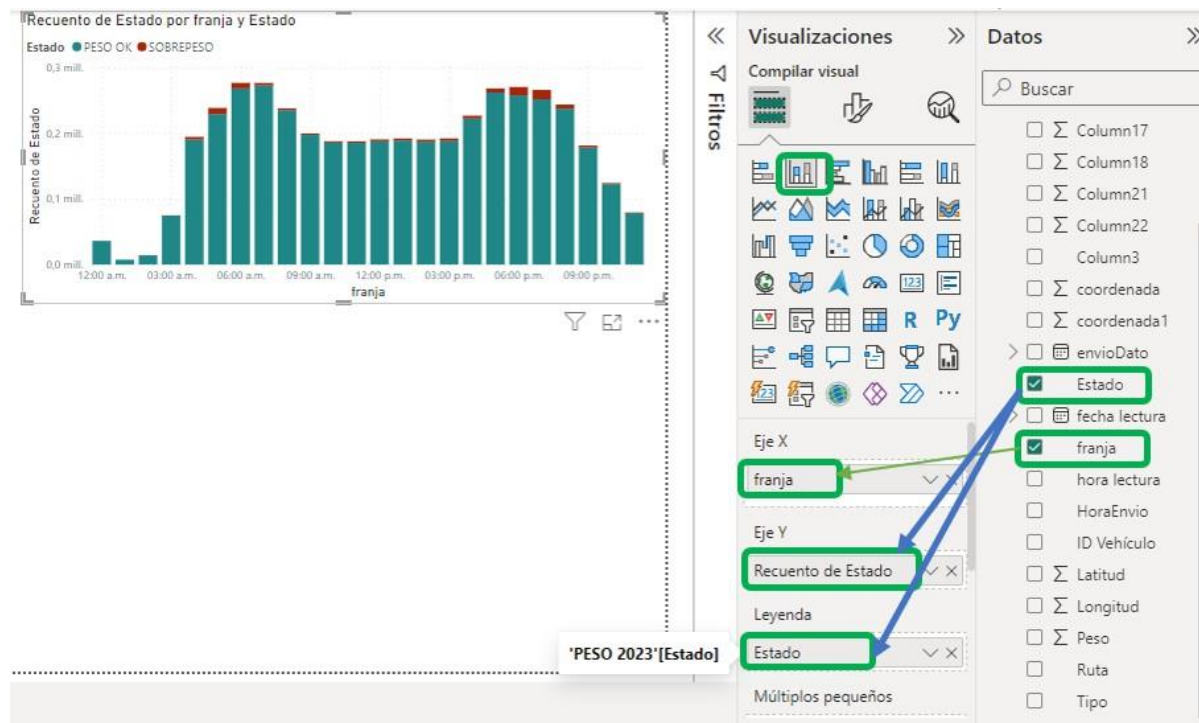 Recuento de Estado por franja y Estado
Estado PESO OK SOBREPESO
0,3 mill.
0,2 mill.
0,1 mill.
0,0 mill.
Recuento de Estado
12:00 a.m. 03:00 a.m. 06:00 a.m. 09:00 a.m. 12:00 p.m. 03:00 p.m. 06:00 p.m. 09:00 p.m.
franja
Filtros
Visualizaciones
Compilar visual
123
R Py
123
Eje X
franja
Eje Y
Recuento de Estado
Leyenda
'PESO 2023'[Estado]
Estado
Múltiplos pequeños
Datos
Buscar
Column17
Column18
Column21
Column22
Column3
coordenada
coordenada1
envioDato
Estado
fecha lectura
franja
hora lectura
HoraEnvio
ID Vehículo
Latitud
Longitud
Peso
Ruta
Tipo